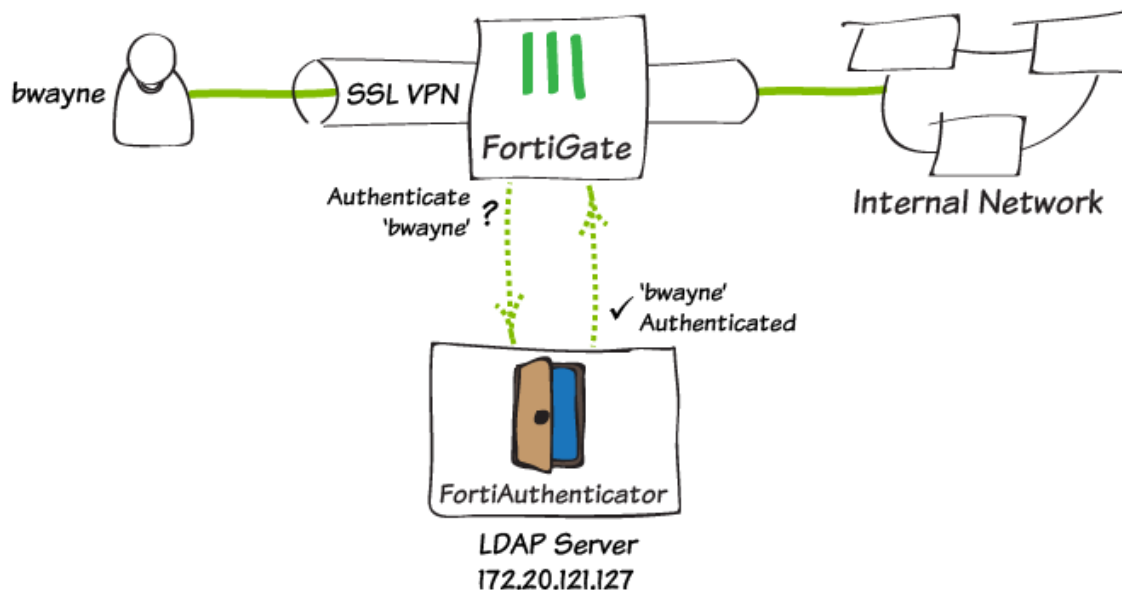 bwayne
SSL VPN
FortiGate
Internal Network
Authenticate
'bwayne' ?
✓ 'bwayne'
Authenticated
FortiAuthenticator
LDAP Server
172.20.121.127